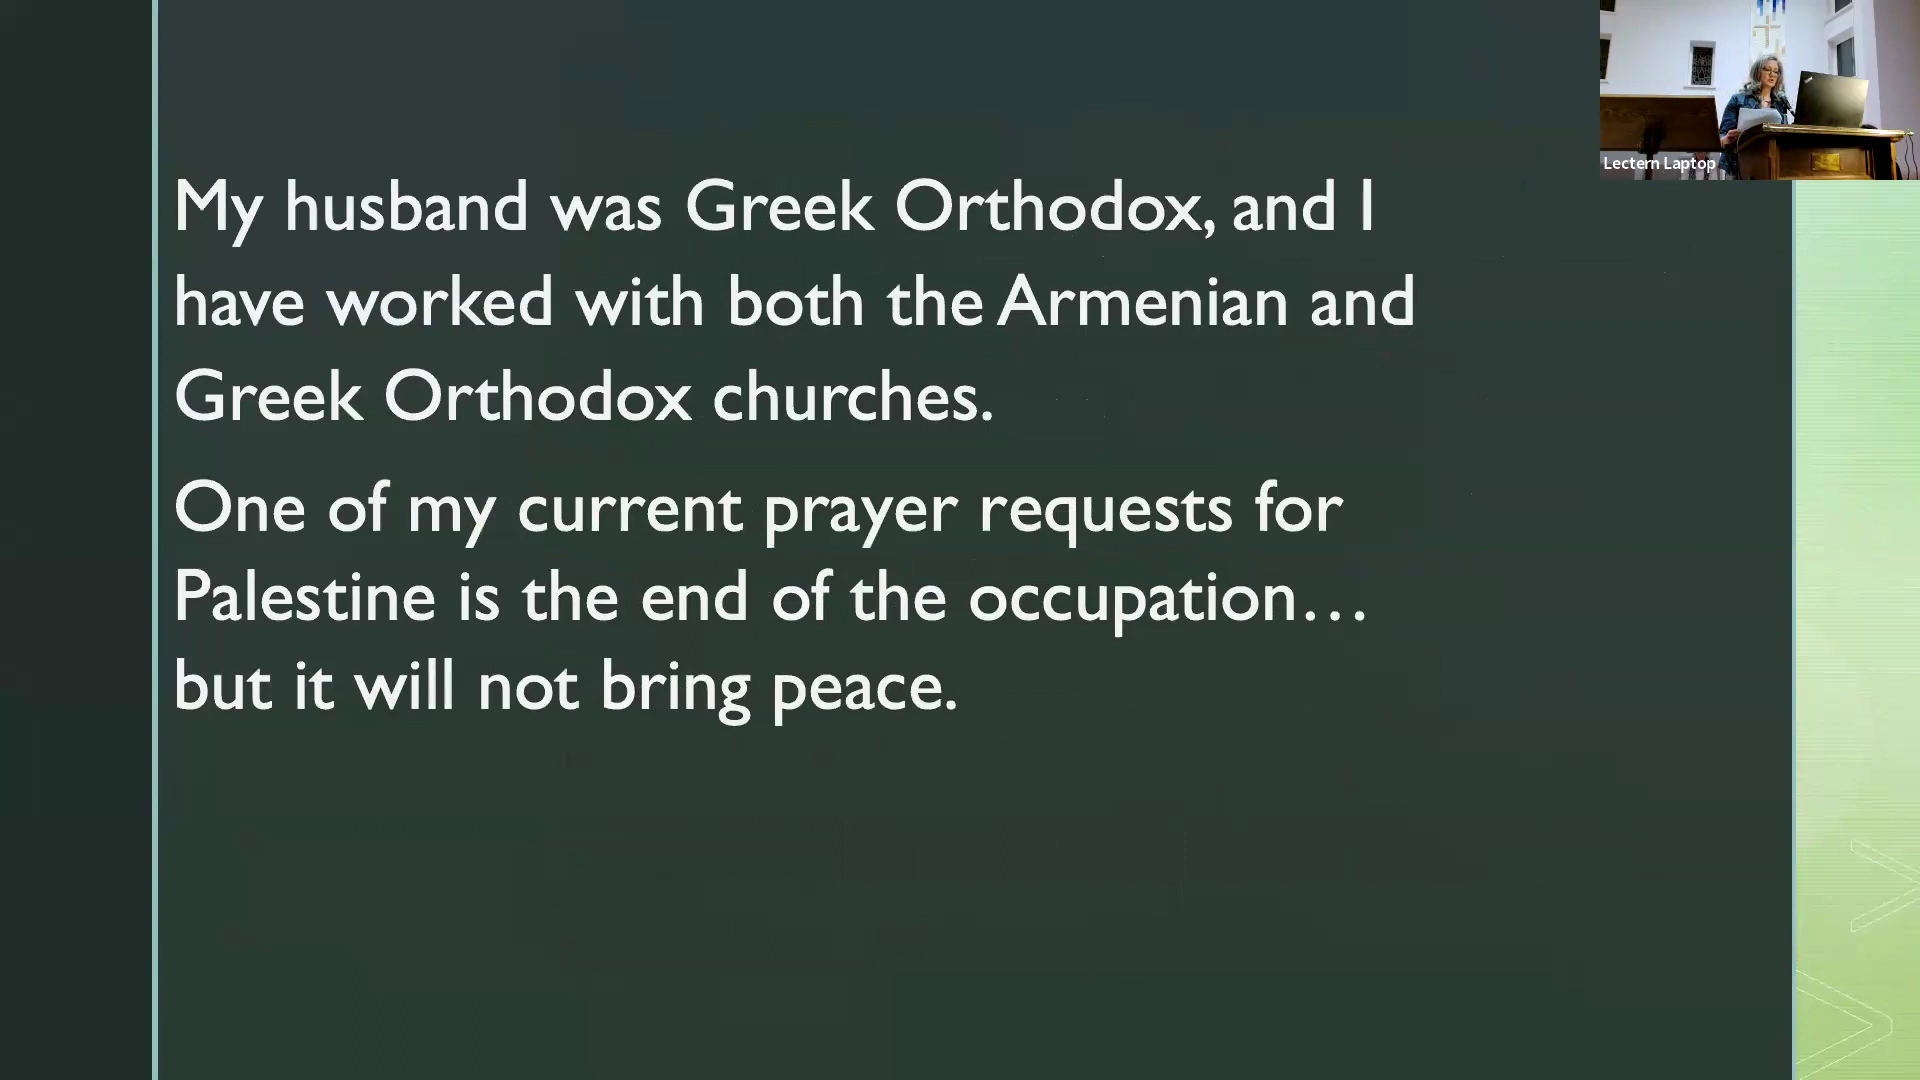 My husband was Greek Orthodox, and I
have worked with both the Armenian and
Greek Orthodox churches.
One of my current prayer requests for
Palestine is the end of the occupation…
but it will not bring peace.
Lectern Laptop